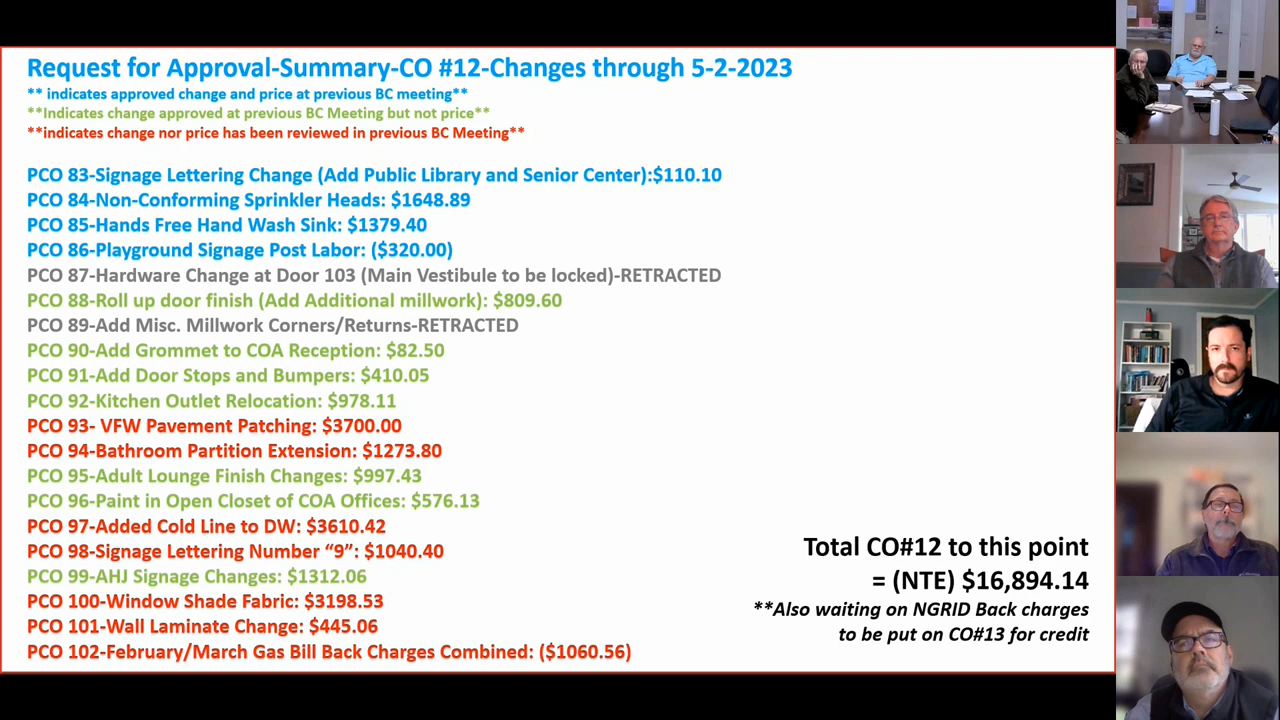 Request for Approval-Summary-CO #12-Changes through 5-2-2023
** indicates approved change and price at previous BC meeting**
**Indicates change approved at previous BC Meeting but not price**
**indicates change nor price has been reviewed in previous BC Meeting**
PCO 83-Signage Lettering Change (Add Public Library and Senior Center):$110.10
PCO 84-Non-Conforming Sprinkler Heads: $1648.89
PCO 85-Hands Free Hand Wash Sink: $1379.40
PCO 86-Playground Signage Post Labor: ($320.00)
PCO 87-Hardware Change at Door 103 (Main Vestibule to be locked)-RETRACTED
PCO 88-Roll up door finish (Add Additional millwork): $809.60
PCO 89-Add Misc. Millwork Corners/Returns-RETRACTED
PCO 90-Add Grommet to COA Reception: $82.50
PCO 91-Add Door Stops and Bumpers: $410.05
PCO 92-Kitchen Outlet Relocation: $978.11
PCO 93- VFW Pavement Patching: $3700.00
PCO 94-Bathroom Partition Extension: $1273.80
PCO 95-Adult Lounge Finish Changes: $997.43
PCO 96-Paint in Open Closet of COA Offices: $576.13
PCO 97-Added Cold Line to DW: $3610.42
PCO 98-Signage Lettering Number “9”: $1040.40
PCO 99-AHJ Signage Changes: $1312.06
PCO 100-Window Shade Fabric: $3198.53
PCO 101-Wall Laminate Change: $445.06
PCO 102-February/March Gas Bill Back Charges Combined: ($1060.56)
Total CO#12 to this point
= (NTE) $16,894.14
**Also waiting on NGRID Back charges
to be put on CO#13 for credit